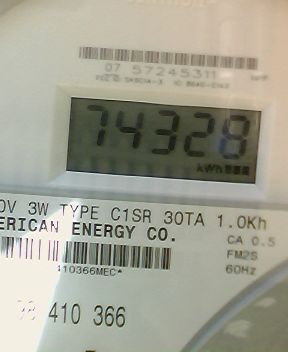 07 57245311
74328
kWh
0V 3W TYPE C1SR 30TA 1.0Kh
ERICAN ENERGY CO.
CA 0.5
FM2S
410366MEC*
60Hz
410 366